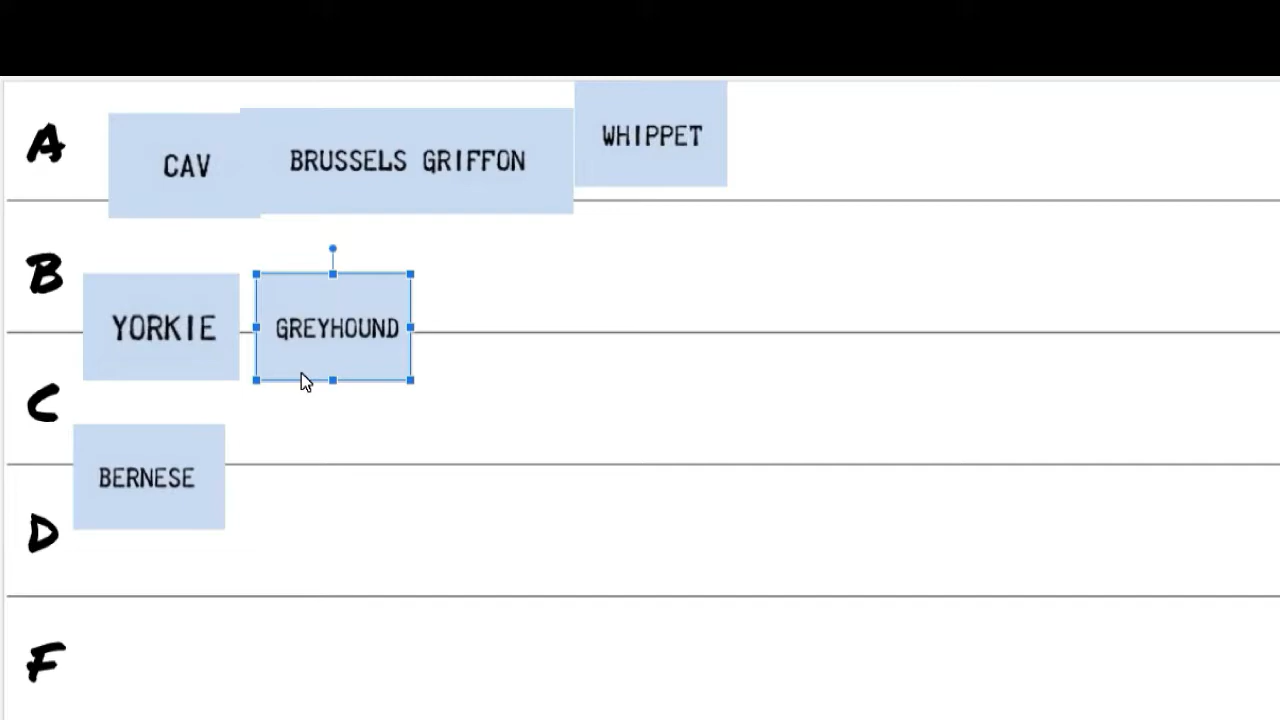 A
CAV
BRUSSELS GRIFFON
WHIPPET
B
YORKIE
GREYHOUND
C
BERNESE
D
F